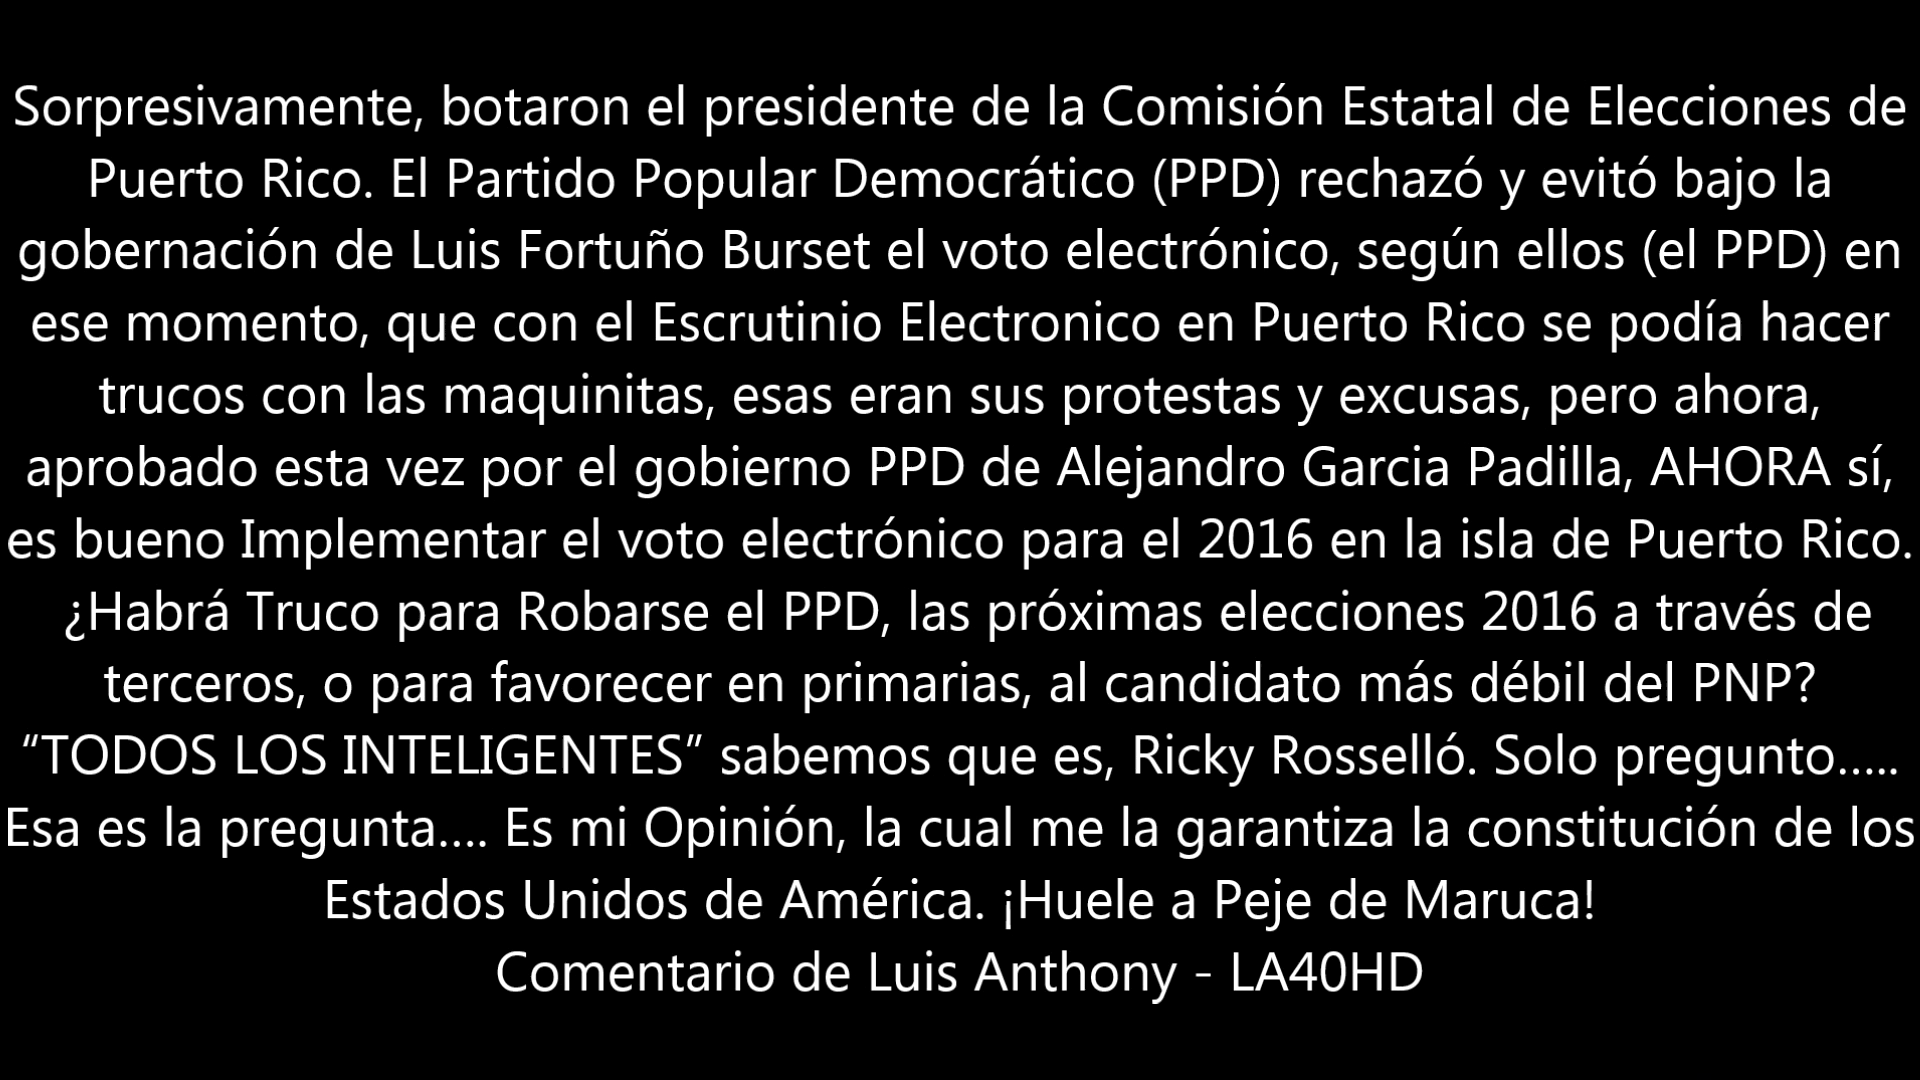 Sorpresivamente, botaron el presidente de la Comisión Estatal de Elecciones de
Puerto Rico. El Partido Popular Democrático (PPD) rechazó y evitó bajo la
gobernación de Luis Fortuño Burset el voto electrónico, según ellos (el PPD) en
ese momento, que con el Escrutinio Electronico en Puerto Rico se podía hacer
trucos con las maquinitas, esas eran sus protestas y excusas, pero ahora,
aprobado esta vez por el gobierno PPD de Alejandro Garcia Padilla, AHORA sí,
es bueno Implementar el voto electrónico para el 2016 en la isla de Puerto Rico.
¿Habrá Truco para Robarse el PPD, las próximas elecciones 2016 a través de
terceros, o para favorecer en primarias, al candidato más débil del PNP?
“TODOS LOS INTELIGENTES” sabemos que es, Ricky Rosselló. Solo pregunto.....
Esa es la pregunta.... Es mi Opinión, la cual me la garantiza la constitución de los
Estados Unidos de América. ¡Huele a Peje de Maruca!
Comentario de Luis Anthony - LA40HD